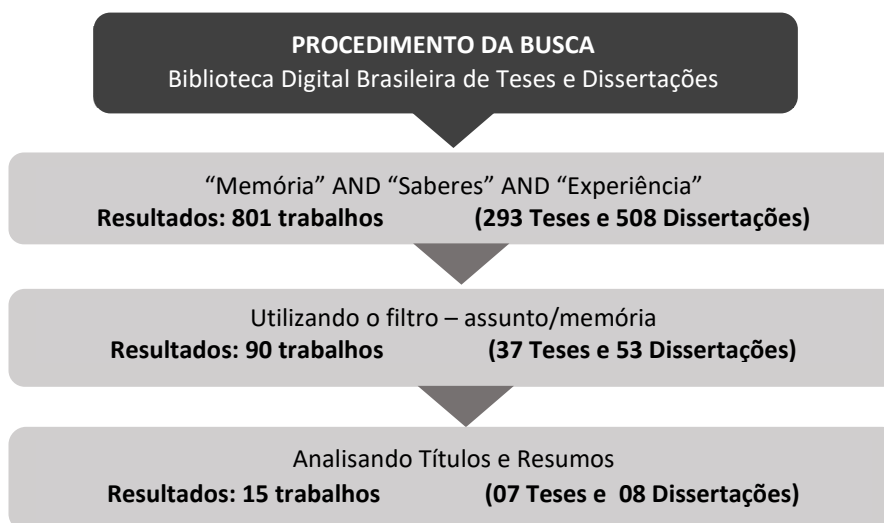 PROCEDIMENTO DA BUSCA
Biblioteca Digital Brasileira de Teses e Dissertações
“Memória” AND “Saberes” AND “Experiência”
Resultados: 801 trabalhos (293 Teses e 508 Dissertações)
Utilizando o filtro – assunto/memória
Resultados: 90 trabalhos (37 Teses e 53 Dissertações)
Analisando Títulos e Resumos
Resultados: 15 trabalhos (07 Teses e 08 Dissertações)